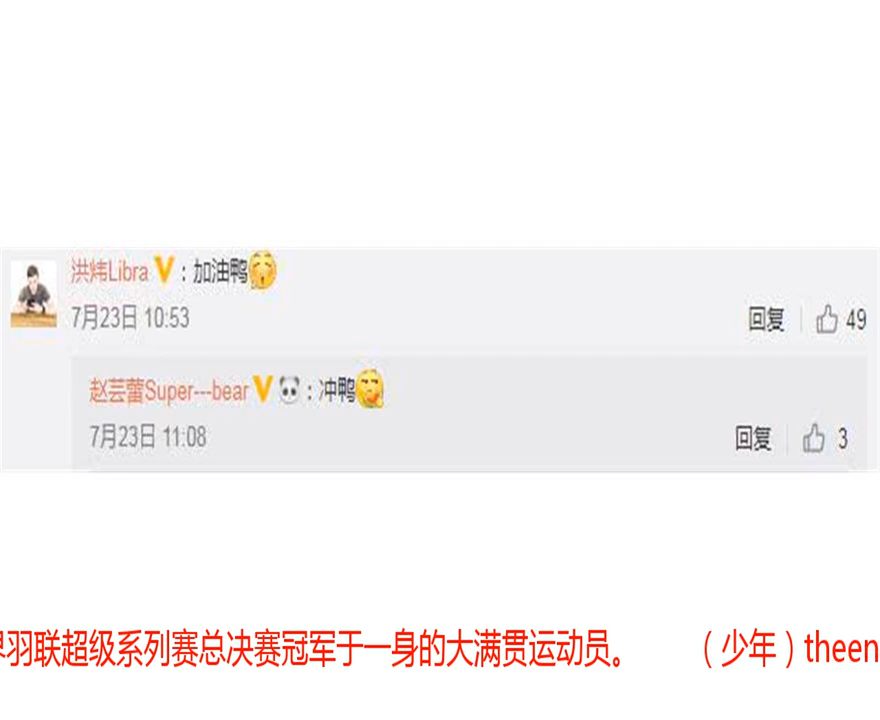 洪炜Libra：加油鸭
7月23日 10:53
回复 49
赵芸蕾Super---bear：冲鸭
7月23日 11:08
回复 3
界羽联超级系列赛总决赛冠军于一身的大满贯运动员。 （少年）theen